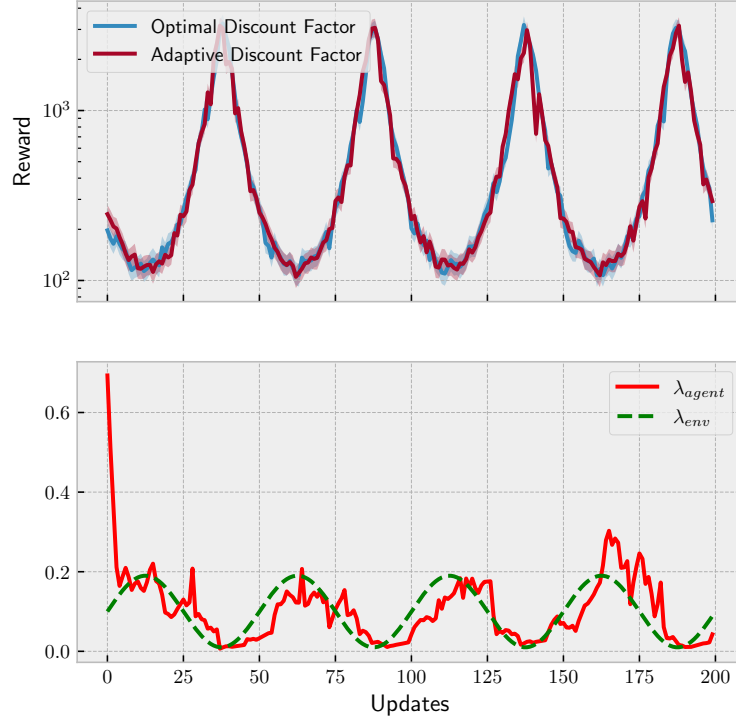 Optimal Discount Factor
Adaptive Discount Factor
10³
10²
Reward
λ_agent
λ_env
0.6
0.4
0.2
0.0
0 25 50 75 100 125 150 175 200
Updates